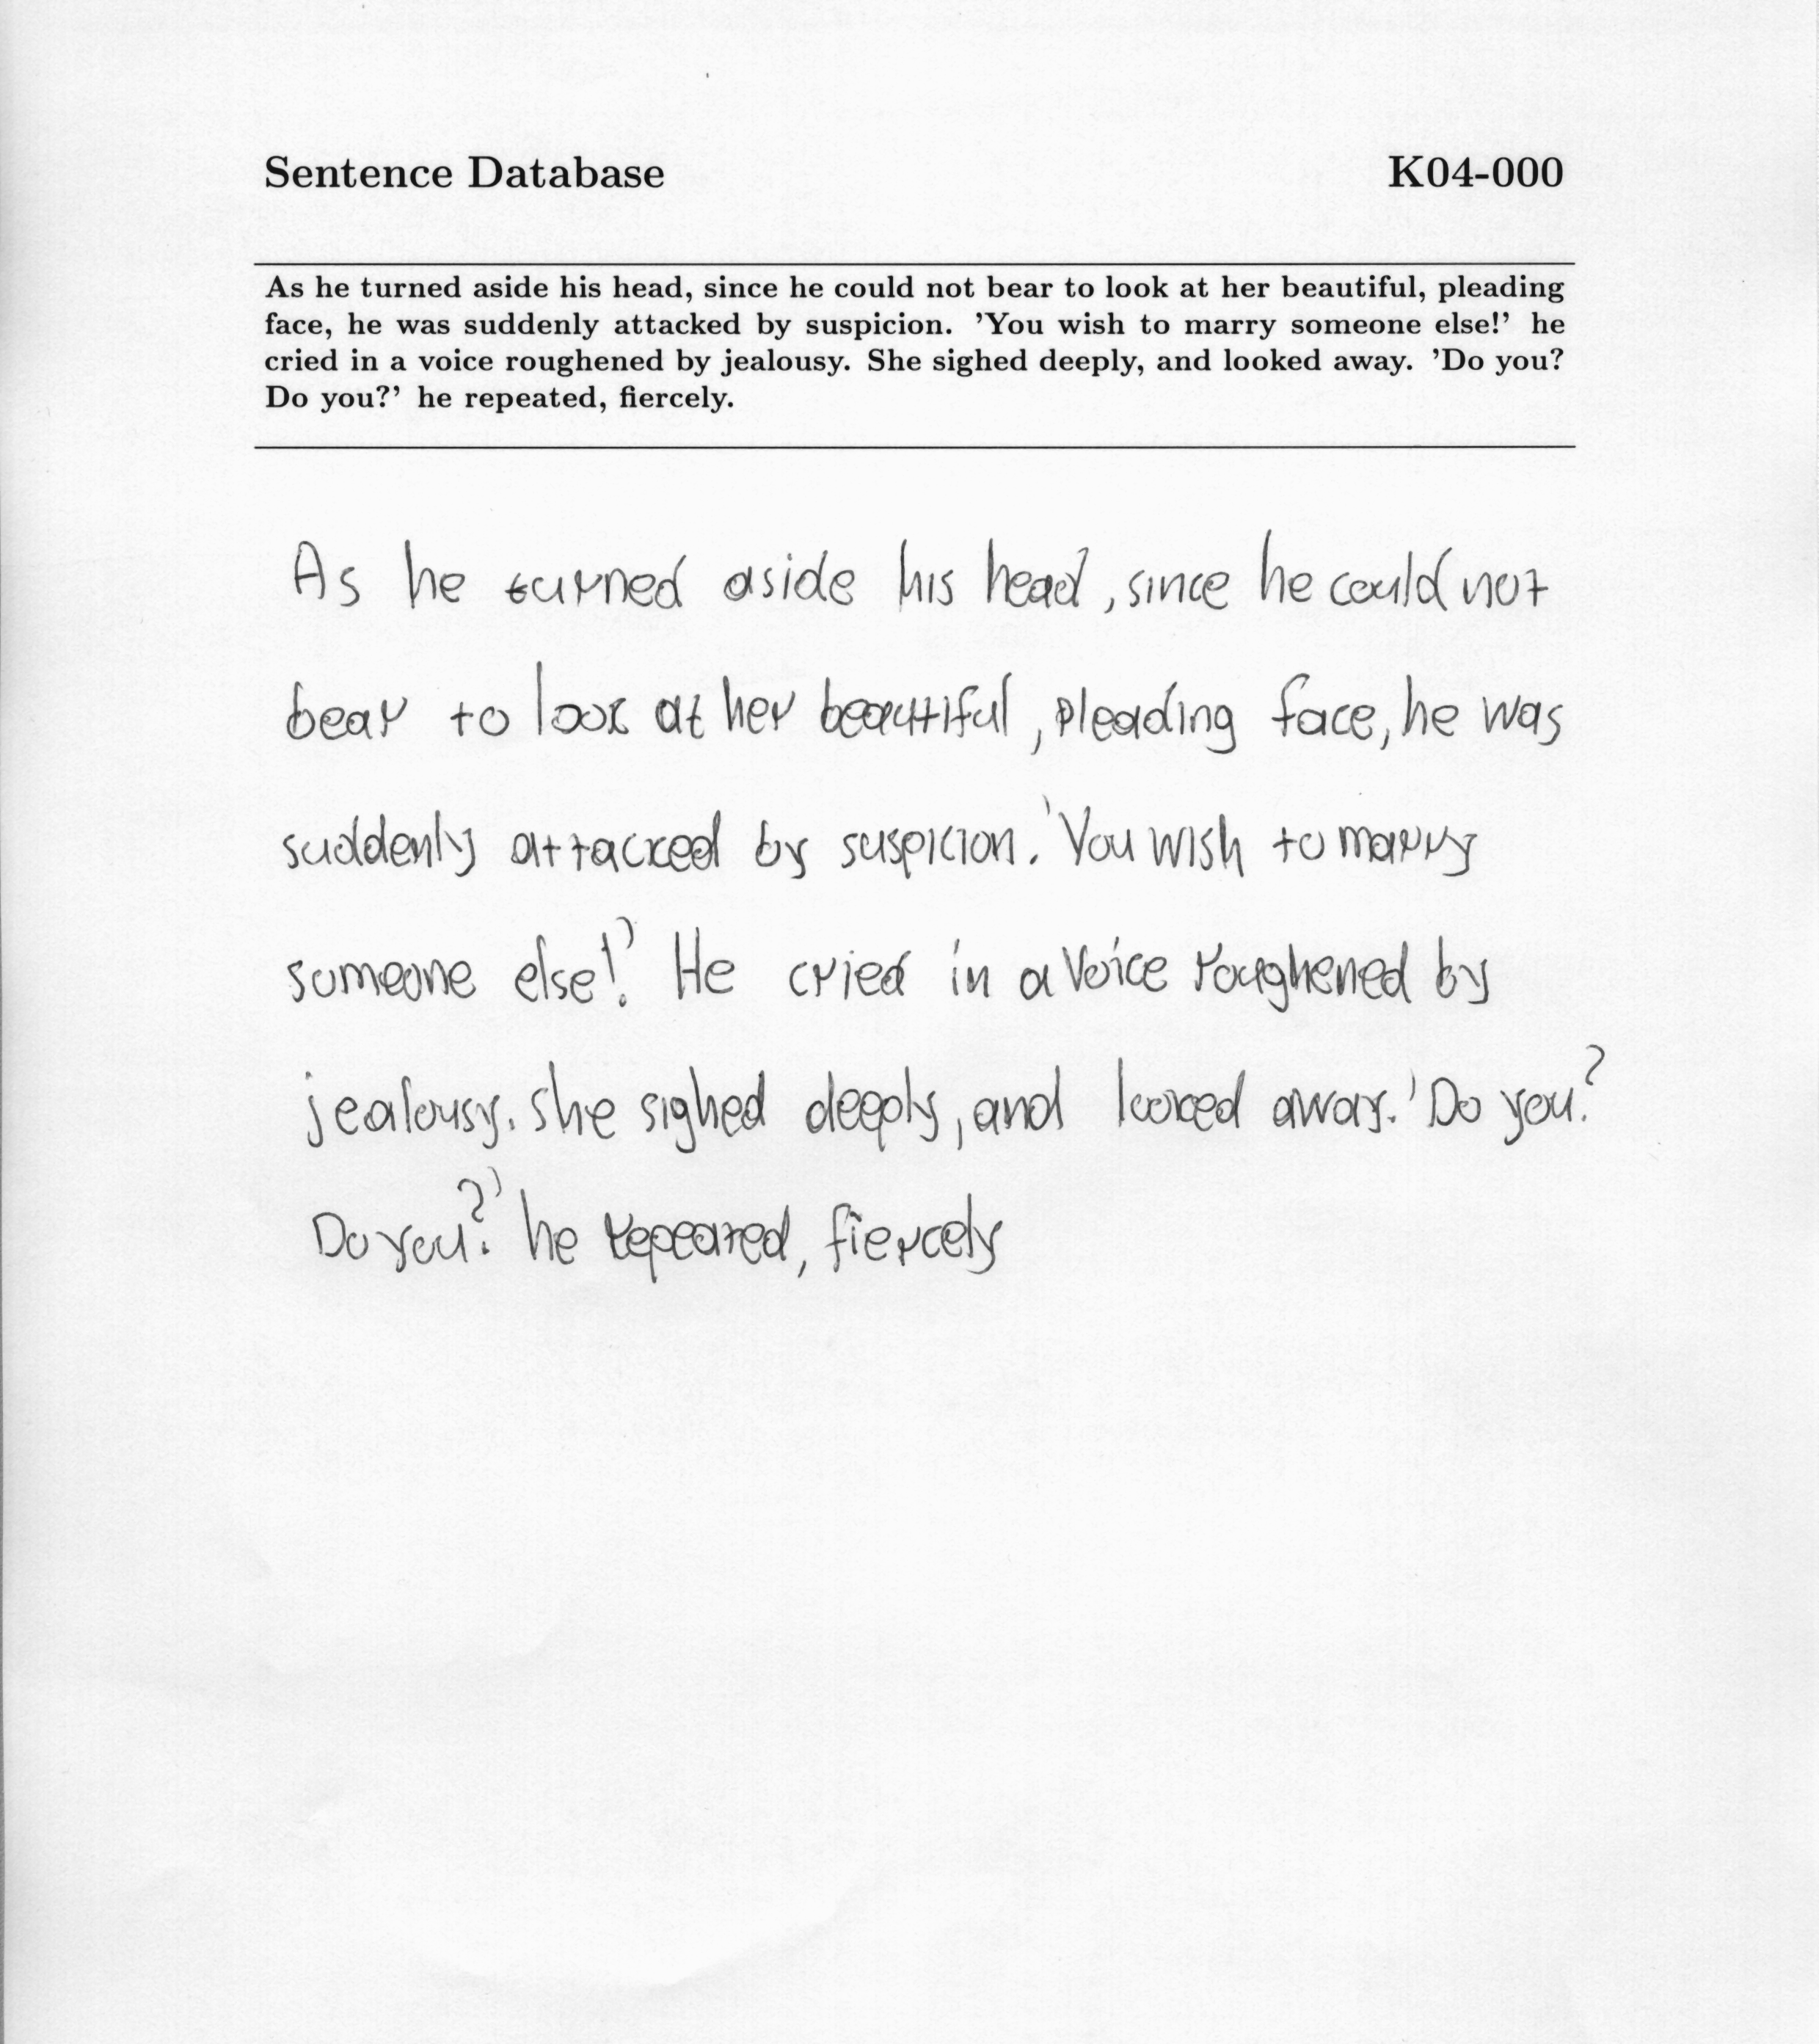 Sentence Database K04-000
As he turned aside his head, since he could not bear to look at her beautiful, pleading
face, he was suddenly attacked by suspicion. 'You wish to marry someone else!' he
cried in a voice roughened by jealousy. She sighed deeply, and looked away. 'Do you?
Do you?' he repeated, fiercely.
As he turned aside his head, since he could not
bear to look at her beautiful, pleading face, he was
suddenly attacked by suspicion. 'You wish to marry
someone else!' He cried in a voice roughened by
jealousy. she sighed deeply, and looked away. 'Do you?
Do you?' he repeated, fiercely